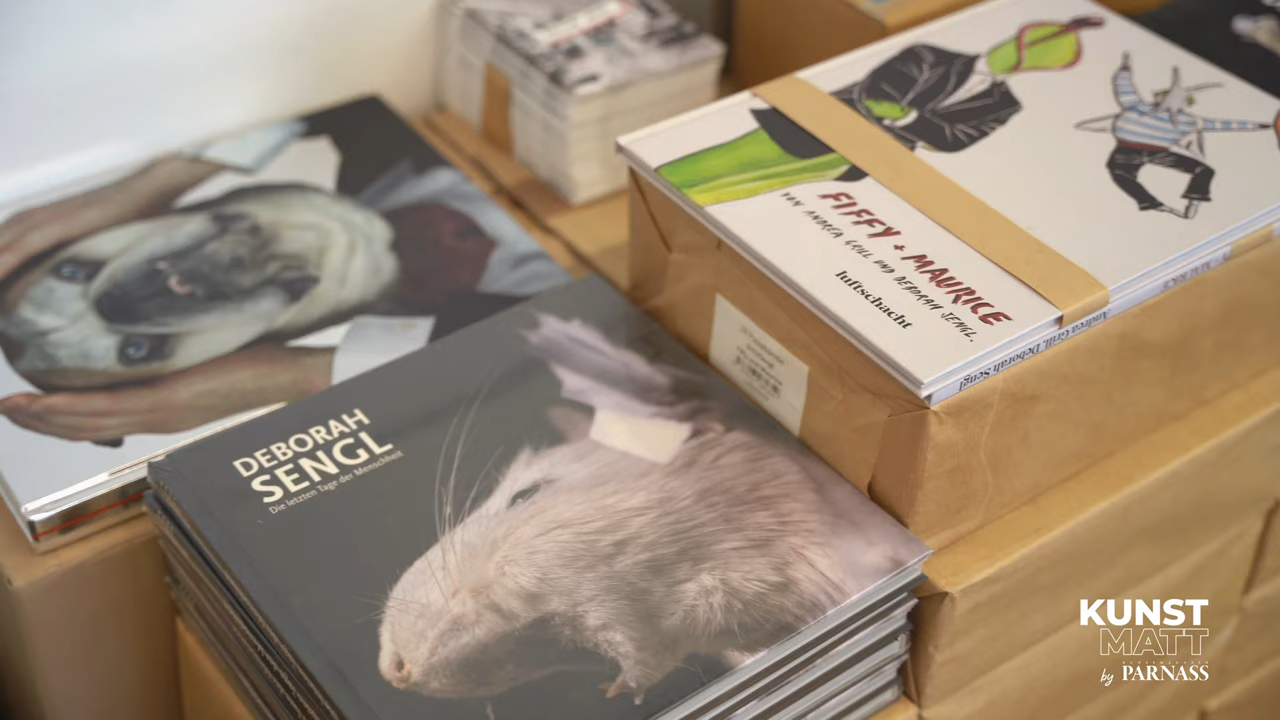 DEBORAH
SENGL
Die letzten Tage der Menschheit
FIFFY + MAURICE
VON ANDREA GRILL UND DEBORAH SENGL.
luftschacht
Andrea Grill, Deborah Sengl
KUNST
MATT
by PARNASS